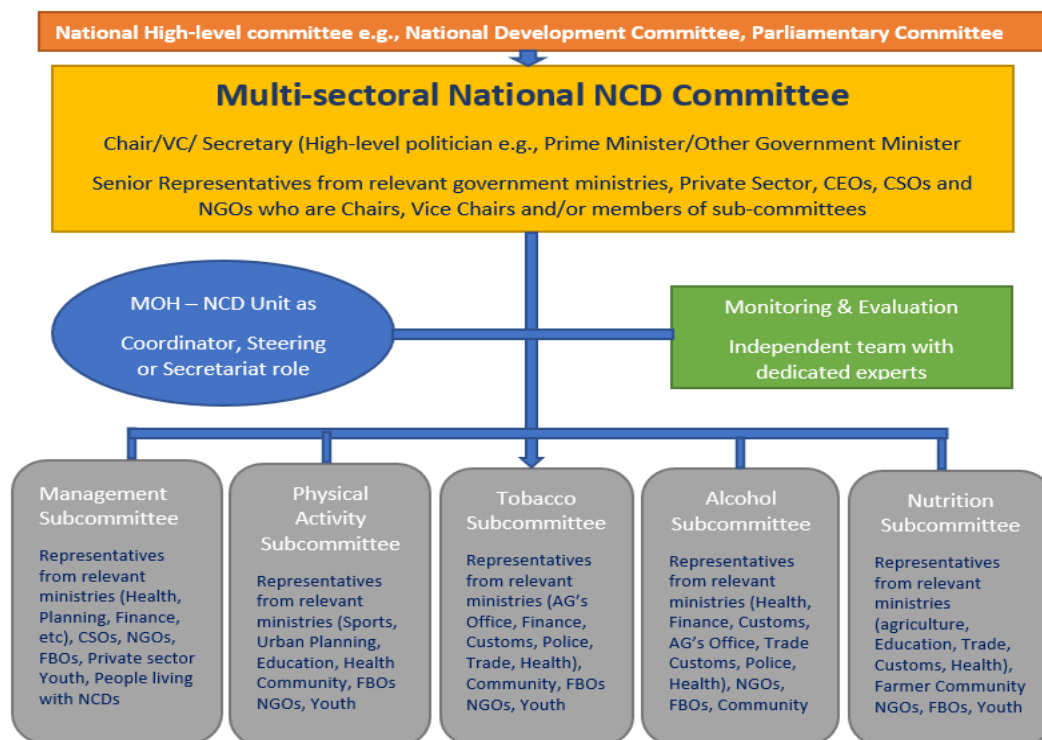 National High-level committee e.g., National Development Committee, Parliamentary Committee
Multi-sectoral National NCD Committee
Chair/VC/ Secretary (High-level politician e.g., Prime Minister/Other Government Minister
Senior Representatives from relevant government ministries, Private Sector, CEOs, CSOs and
NGOs who are Chairs, Vice Chairs and/or members of sub-committees
MOH – NCD Unit as
Coordinator, Steering
or Secretariat role
Monitoring & Evaluation
Independent team with
dedicated experts
Management
Subcommittee
Representatives
from relevant
ministries (Health,
Planning, Finance,
etc), CSOs, NGOs,
FBOs, Private sector
Youth, People living
with NCDs
Physical
Activity
Subcommittee
Representatives
from relevant
ministries (Sports,
Urban Planning,
Education, Health
Community, FBOs
NGOs, Youth
Tobacco
Subcommittee
Representatives
from relevant
ministries (AG's
Office, Finance,
Customs, Police,
Trade, Health),
Community, FBOs
NGOs, Youth
Alcohol
Subcommittee
Representatives
from relevant
ministries (Health,
Finance, Customs,
AG's Office, Trade
Customs, Police,
Health), NGOs,
FBOs, Community
Nutrition
Subcommittee
Representatives
from relevant
ministries
(agriculture,
Education, Trade,
Customs, Health),
Farmer Community
NGOs, FBOs, Youth